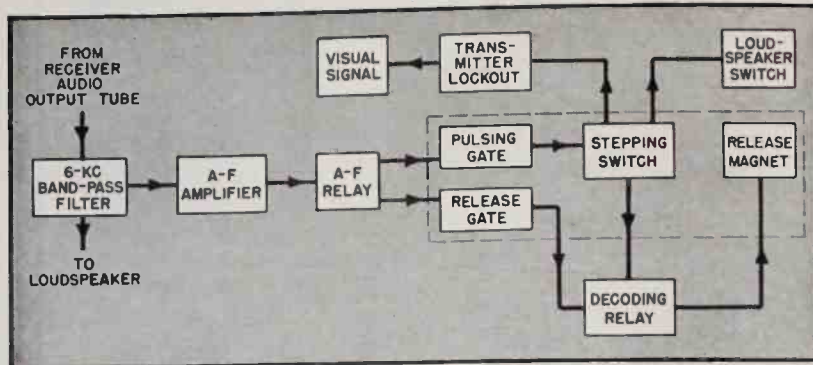 FROM
RECEIVER
AUDIO
OUTPUT TUBE
6-KC
BAND-PASS
FILTER
TO
LOUDSPEAKER
A-F
AMPLIFIER
A-F
RELAY
VISUAL
SIGNAL
TRANS-
MITTER
LOCKOUT
LOUD-
SPEAKER
SWITCH
PULSING
GATE
STEPPING
SWITCH
RELEASE
MAGNET
RELEASE
GATE
DECODING
RELAY